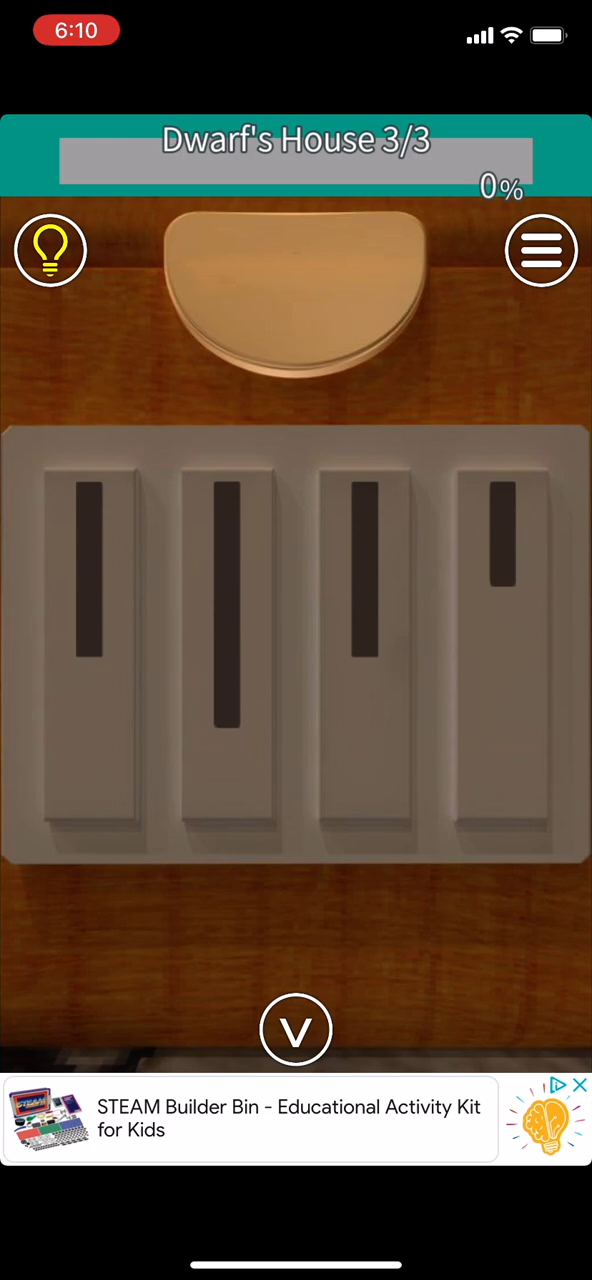 6:10
Dwarf's House 3/3
0%
STEAM Builder Bin - Educational Activity Kit
for Kids